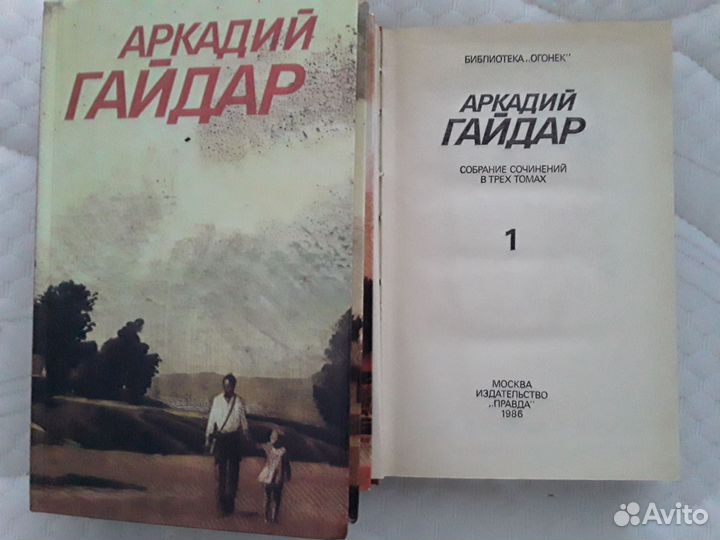 АРКАДИЙ
ГАЙДАР
БИБЛИОТЕКА „ОГОНЕК“
АРКАДИЙ
ГАЙДАР
СОБРАНИЕ СОЧИНЕНИЙ
В ТРЕХ ТОМАХ
1
МОСКВА
ИЗДАТЕЛЬСТВО
„ПРАВДА“
1986
Avito